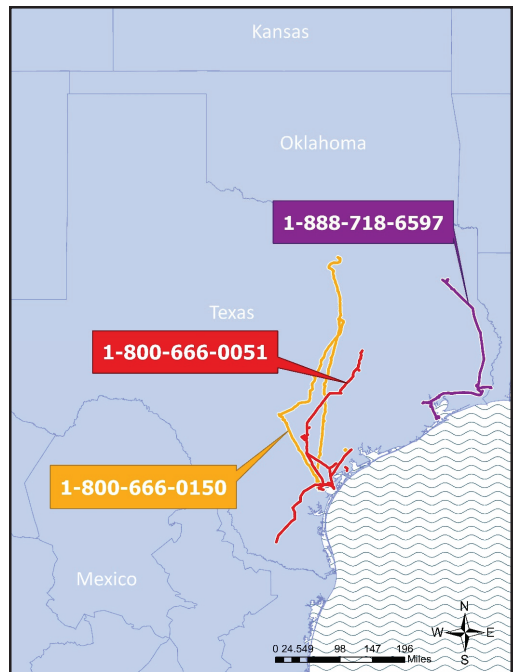 Kansas
Oklahoma
1-888-718-6597
Texas
1-800-666-0051
1-800-666-0150
Mexico
N
W E
S
0 24.549 98 147 196
Miles